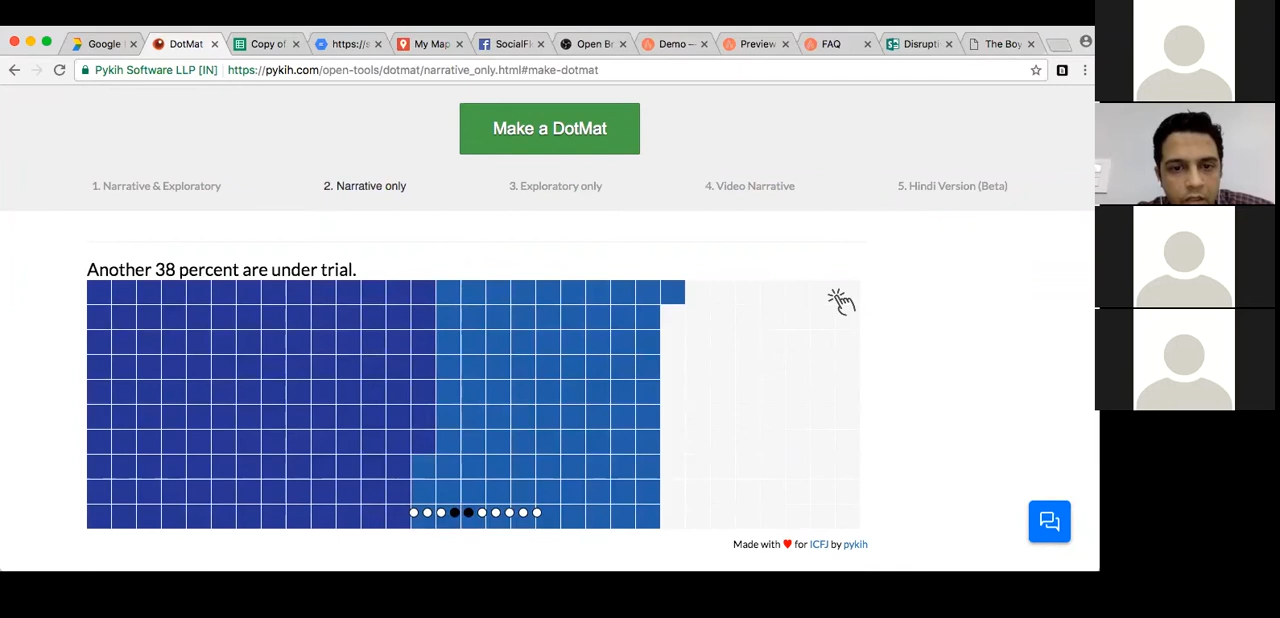 Google
DotMat
Copy of
https://s
My Map
SocialFl
Open Br
Demo —
Preview
FAQ
Disrupti
The Boy
Pykih Software LLP [IN]
https://pykih.com/open-tools/dotmat/narrative_only.html#make-dotmat
Make a DotMat
1. Narrative & Exploratory
2. Narrative only
3. Exploratory only
4. Video Narrative
5. Hindi Version (Beta)
Another 38 percent are under trial.
Made with ♥ for ICFJ by pykih